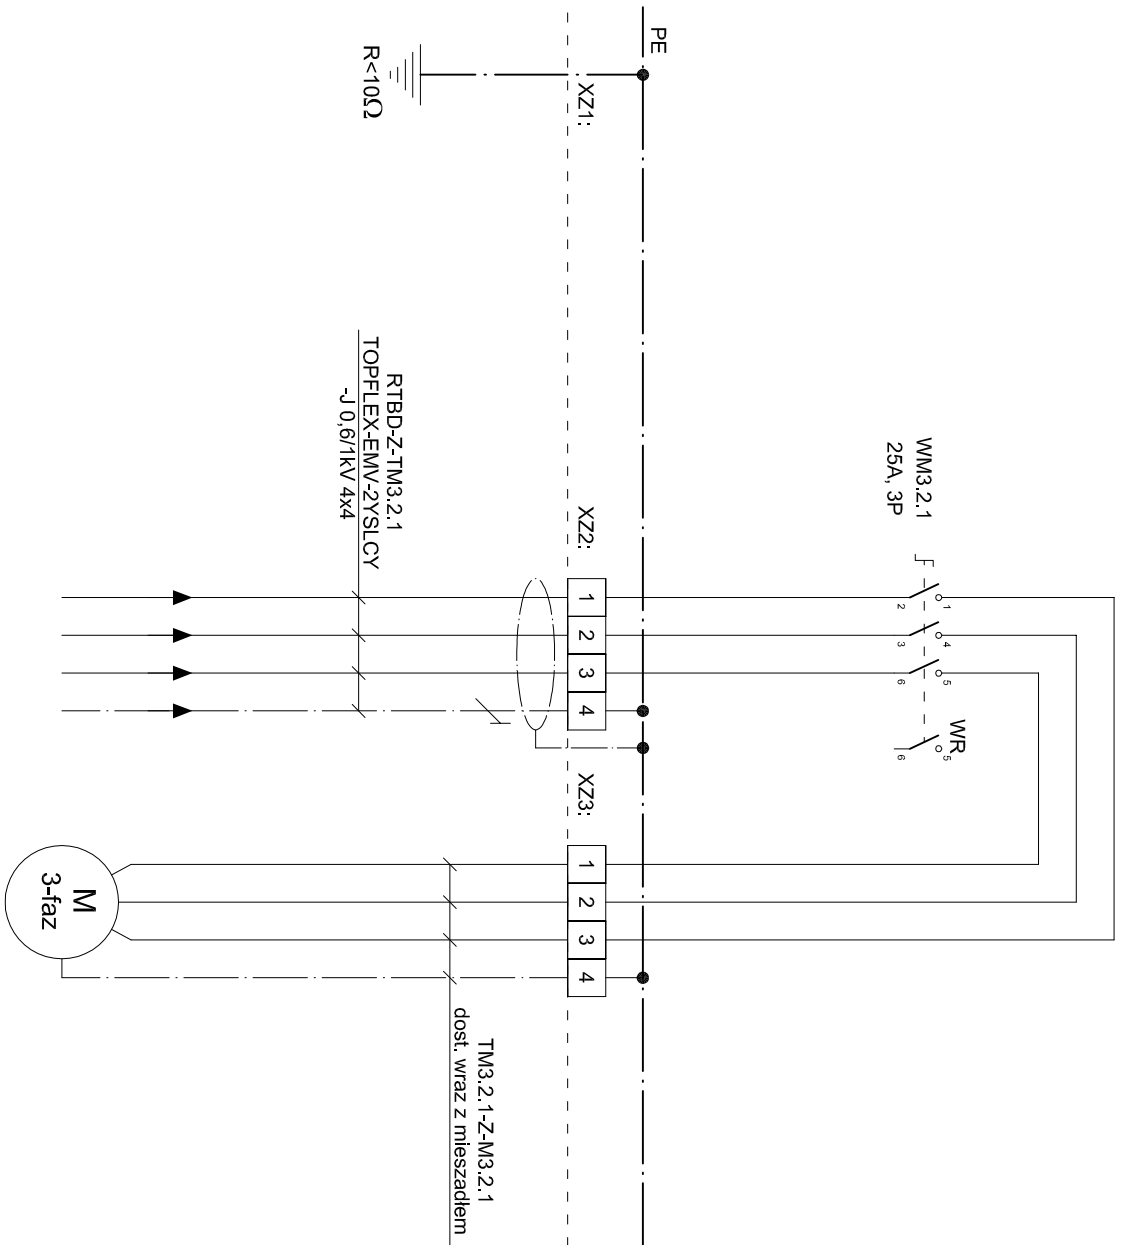 PE
XZ1:
R<10Ω
WM3.2.1
25A, 3P
1
2
4
3
5
6
WR
5
6
XZ2:
1
2
3
4
RTBD-Z-TM3.2.1
TOPFLEX-EMV-2YSLCY
-J 0,6/1kV 4x4
XZ3:
1
2
3
4
TM3.2.1-Z-M3.2.1
dost. wraz z mieszadłem
M
3-faz